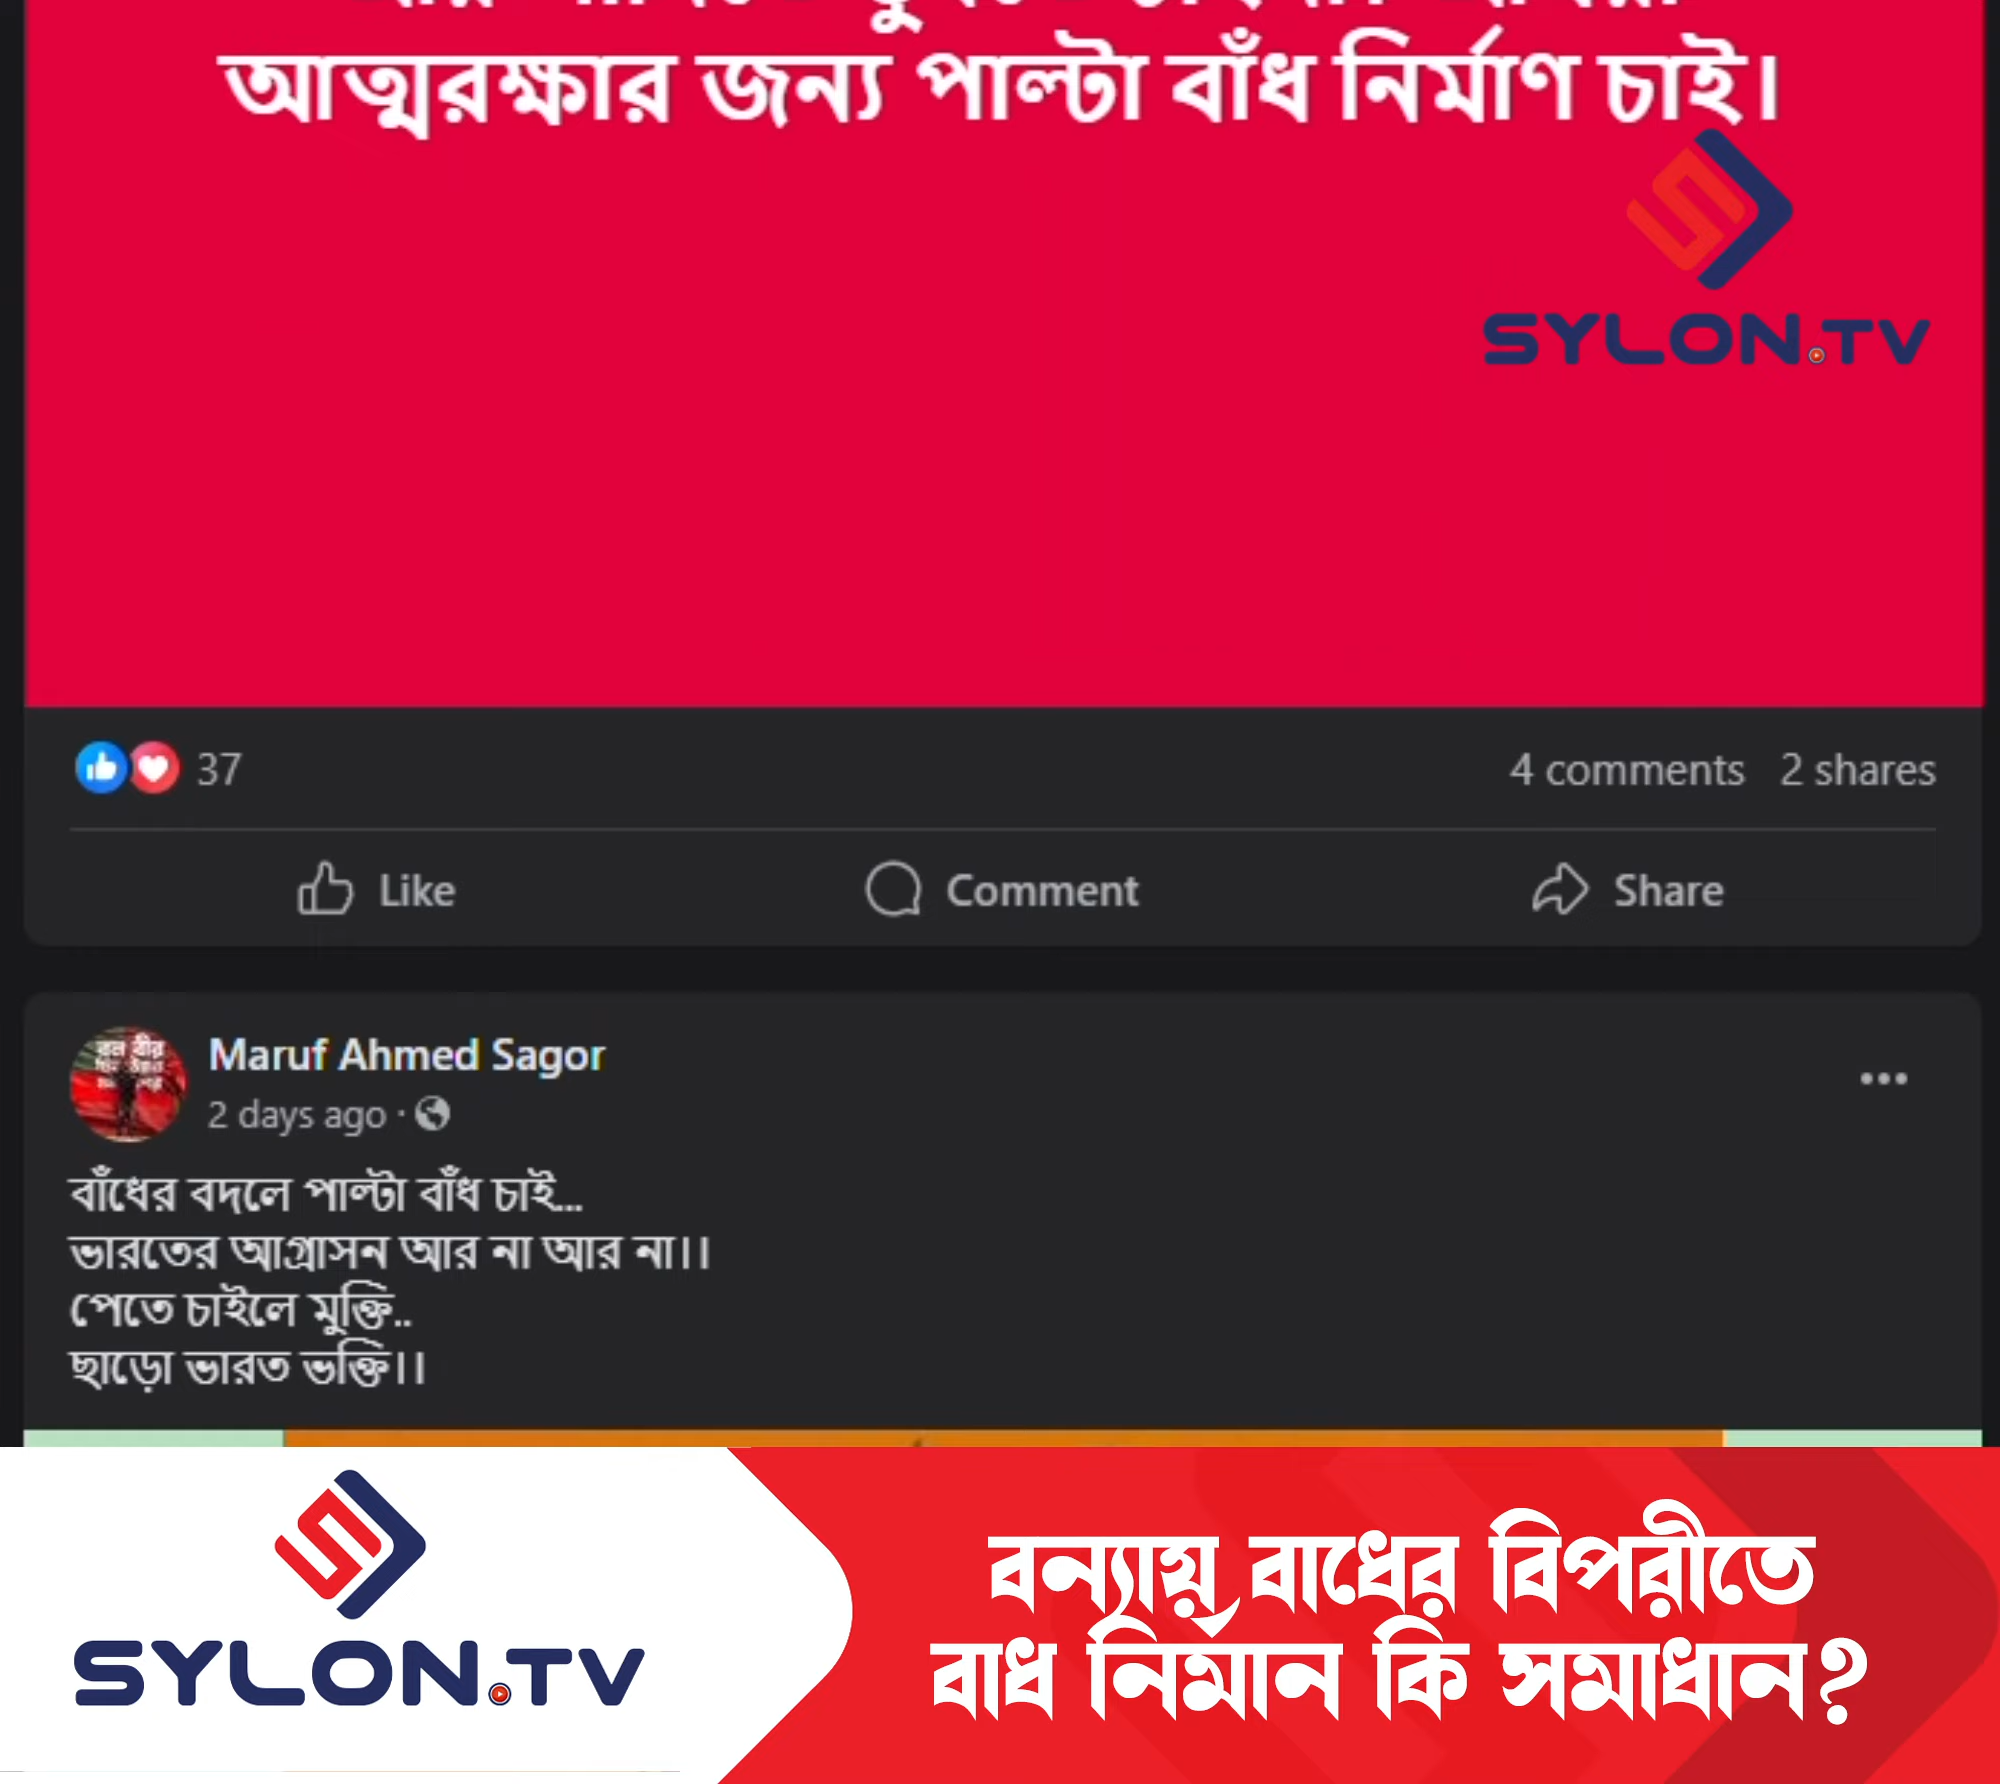 আত্মরক্ষার জন্য পাল্টা বাঁধ নির্মাণ চাই।
SYLON.TV
37
4 comments 2 shares
Like Comment Share
Maruf Ahmed Sagor
2 days ago ·
বাঁধের বদলে পাল্টা বাঁধ চাই...
ভারতের আগ্রাসন আর না আর না।।
পেতে চাইলে মুক্তি..
ছাড়ো ভারত ভক্তি।।
SYLON.TV
বন্যায় বাধের বিপরীতে
বাধ নির্মান কি সমাধান?